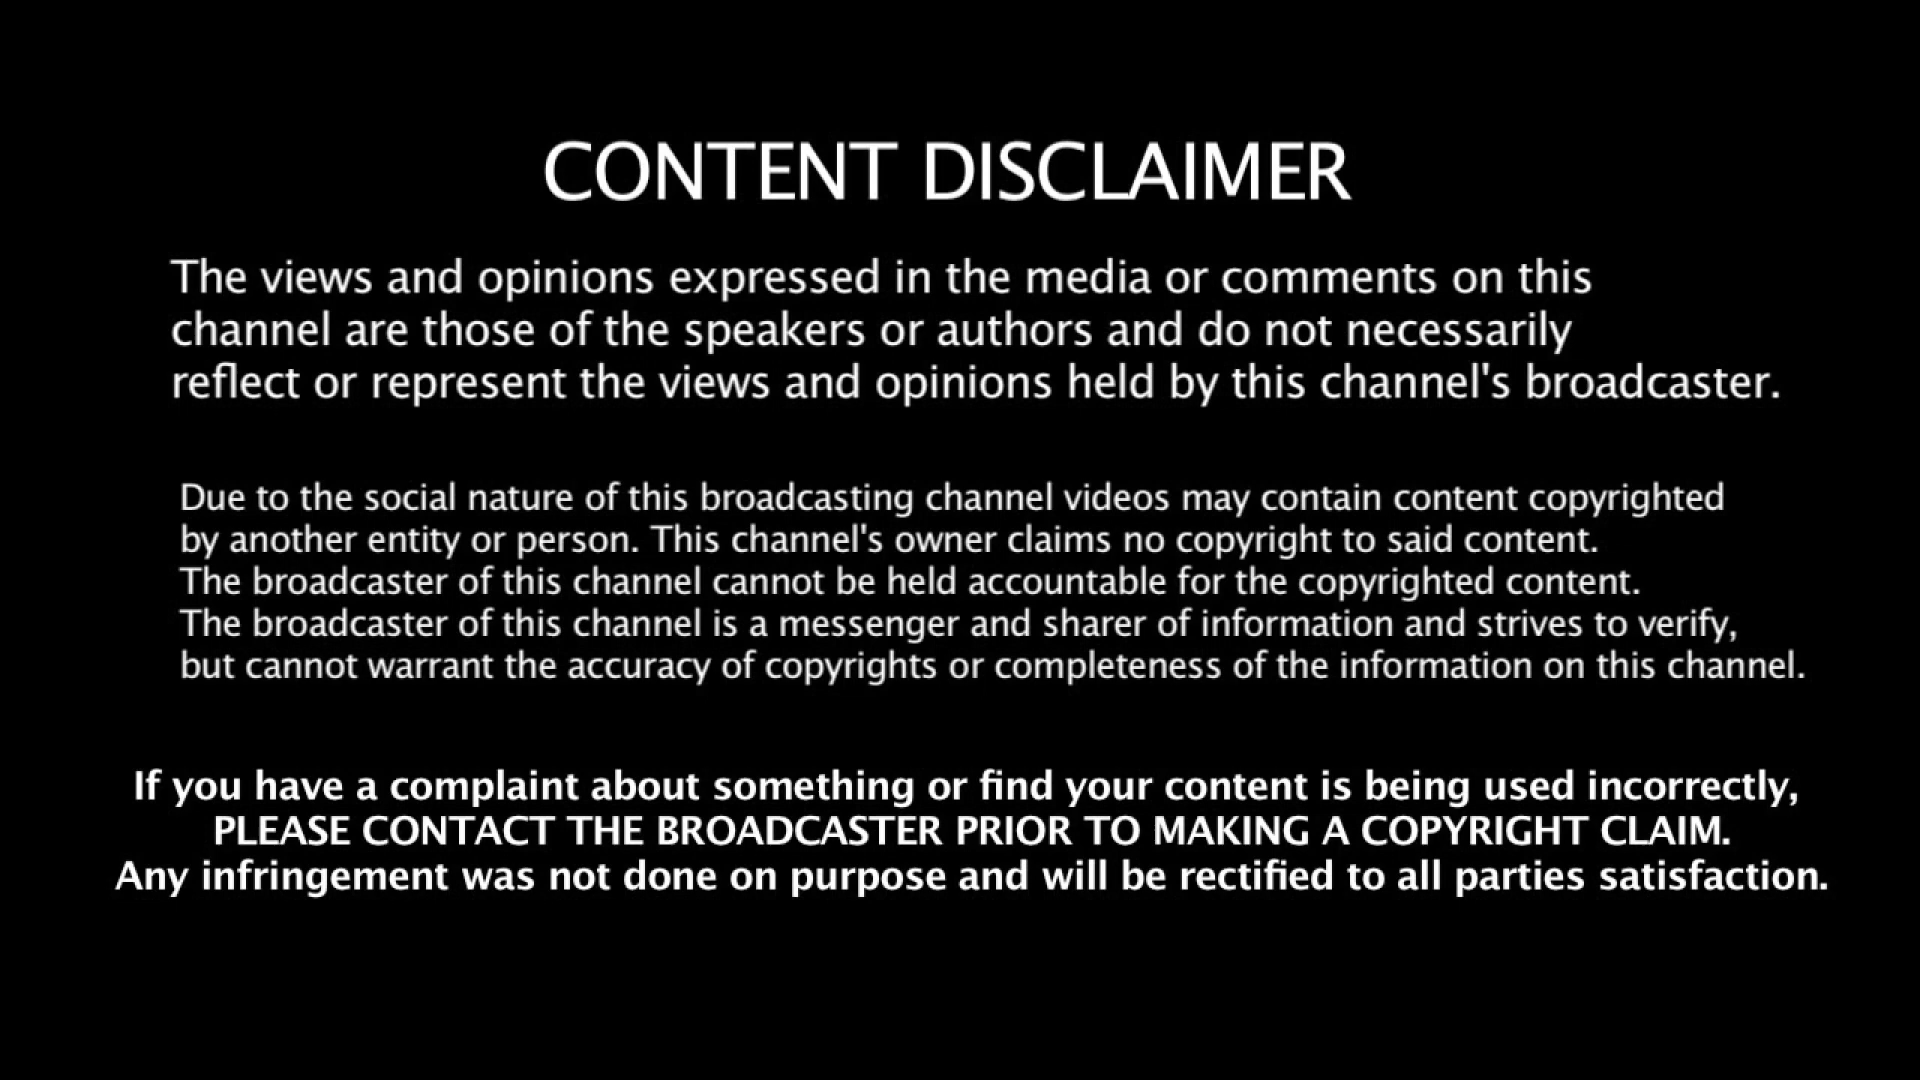 CONTENT DISCLAIMER
The views and opinions expressed in the media or comments on this
channel are those of the speakers or authors and do not necessarily
reflect or represent the views and opinions held by this channel's broadcaster.
Due to the social nature of this broadcasting channel videos may contain content copyrighted
by another entity or person. This channel's owner claims no copyright to said content.
The broadcaster of this channel cannot be held accountable for the copyrighted content.
The broadcaster of this channel is a messenger and sharer of information and strives to verify,
but cannot warrant the accuracy of copyrights or completeness of the information on this channel.
If you have a complaint about something or find your content is being used incorrectly,
PLEASE CONTACT THE BROADCASTER PRIOR TO MAKING A COPYRIGHT CLAIM.
Any infringement was not done on purpose and will be rectified to all parties satisfaction.